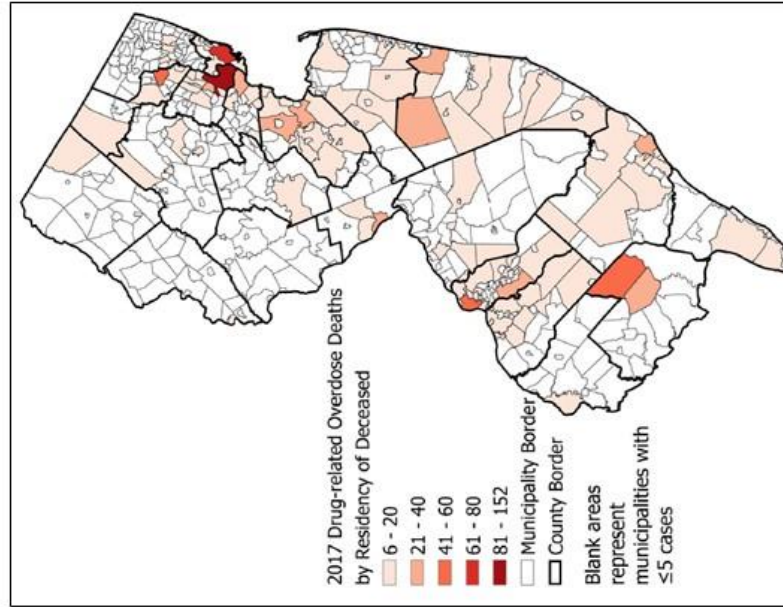 2017 Drug-related Overdose Deaths
by Residency of Deceased
6 - 20
21 - 40
41 - 60
61 - 80
81 - 152
Municipality Border
County Border
Blank areas
represent
municipalities with
≤5 cases